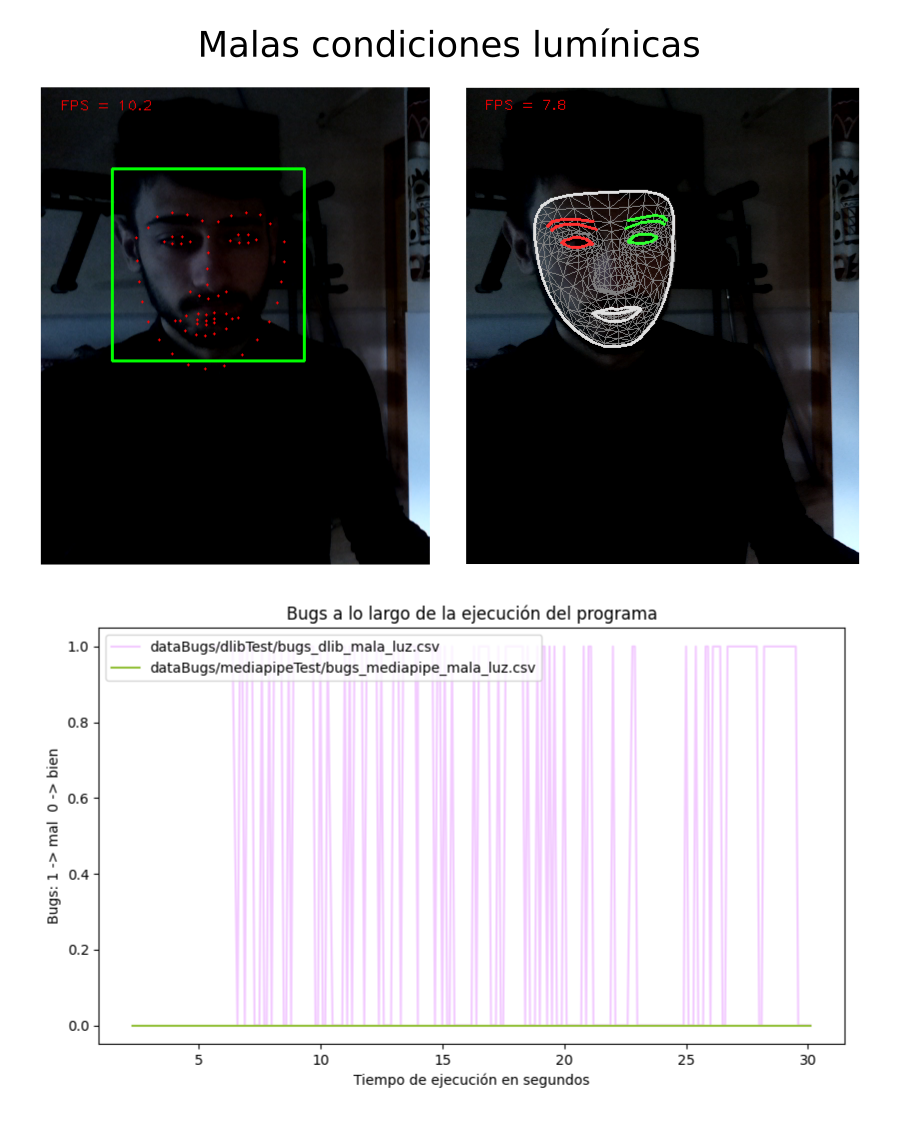 Malas condiciones lumínicas
FPS = 10.2
FPS = 7.8
Bugs a lo largo de la ejecución del programa
dataBugs/dlibTest/bugs_dlib_mala_luz.csv
dataBugs/mediapipeTest/bugs_mediapipe_mala_luz.csv
Bugs: 1 -> mal 0 -> bien
1.0
0.8
0.6
0.4
0.2
0.0
5 10 15 20 25 30
Tiempo de ejecución en segundos